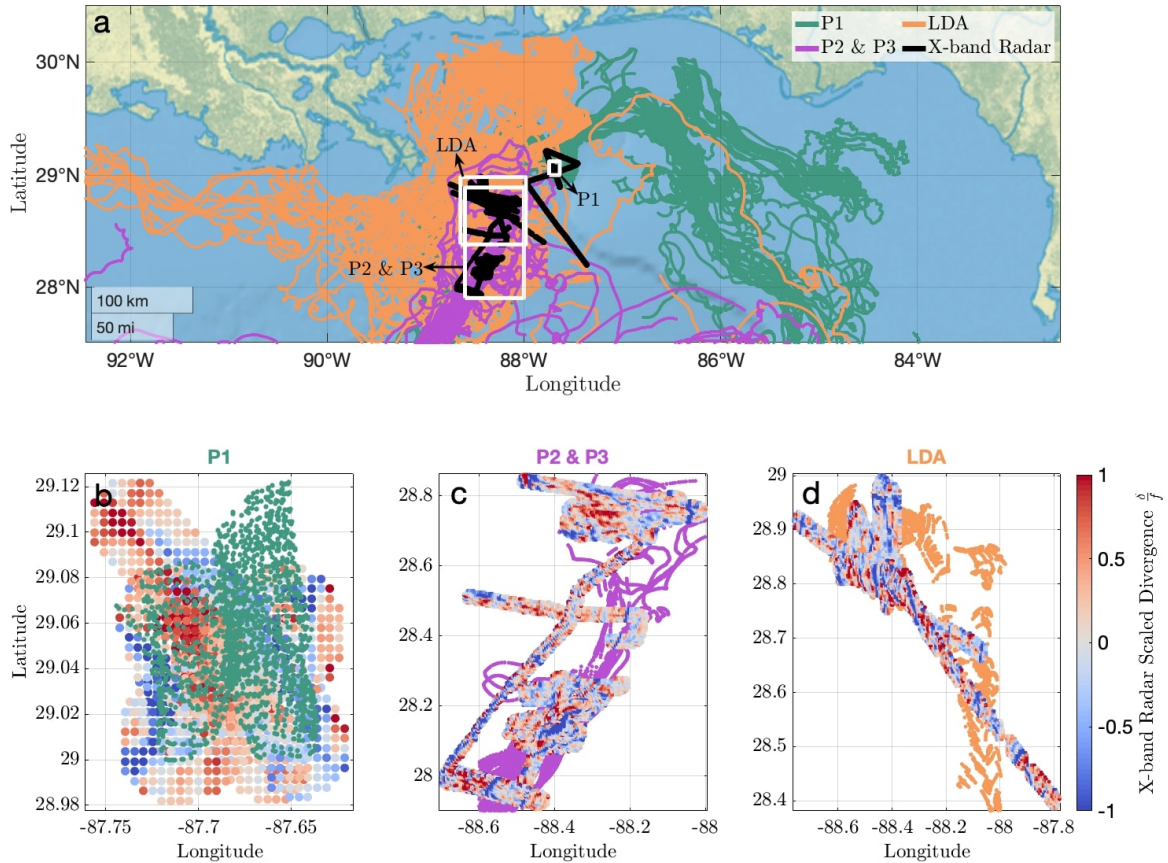 a
P1
LDA
P2 & P3
X-band Radar
30°N
29°N
28°N
Latitude
LDA
P1
P2 & P3
100 km
50 mi
92°W
90°W
88°W
86°W
84°W
Longitude
P1
P2 & P3
LDA
b
c
d
29.12
29.1
29.08
29.06
29.04
29.02
29
28.98
Latitude
-87.75
-87.7
-87.65
Longitude
28.8
28.6
28.4
28.2
28
-88.6
-88.4
-88.2
-88
Longitude
29
28.9
28.8
28.7
28.6
28.5
28.4
-88.6
-88.4
-88.2
-88
-87.8
Longitude
1
0.5
0
-0.5
-1
X-band Radar Scaled Divergence δ/f